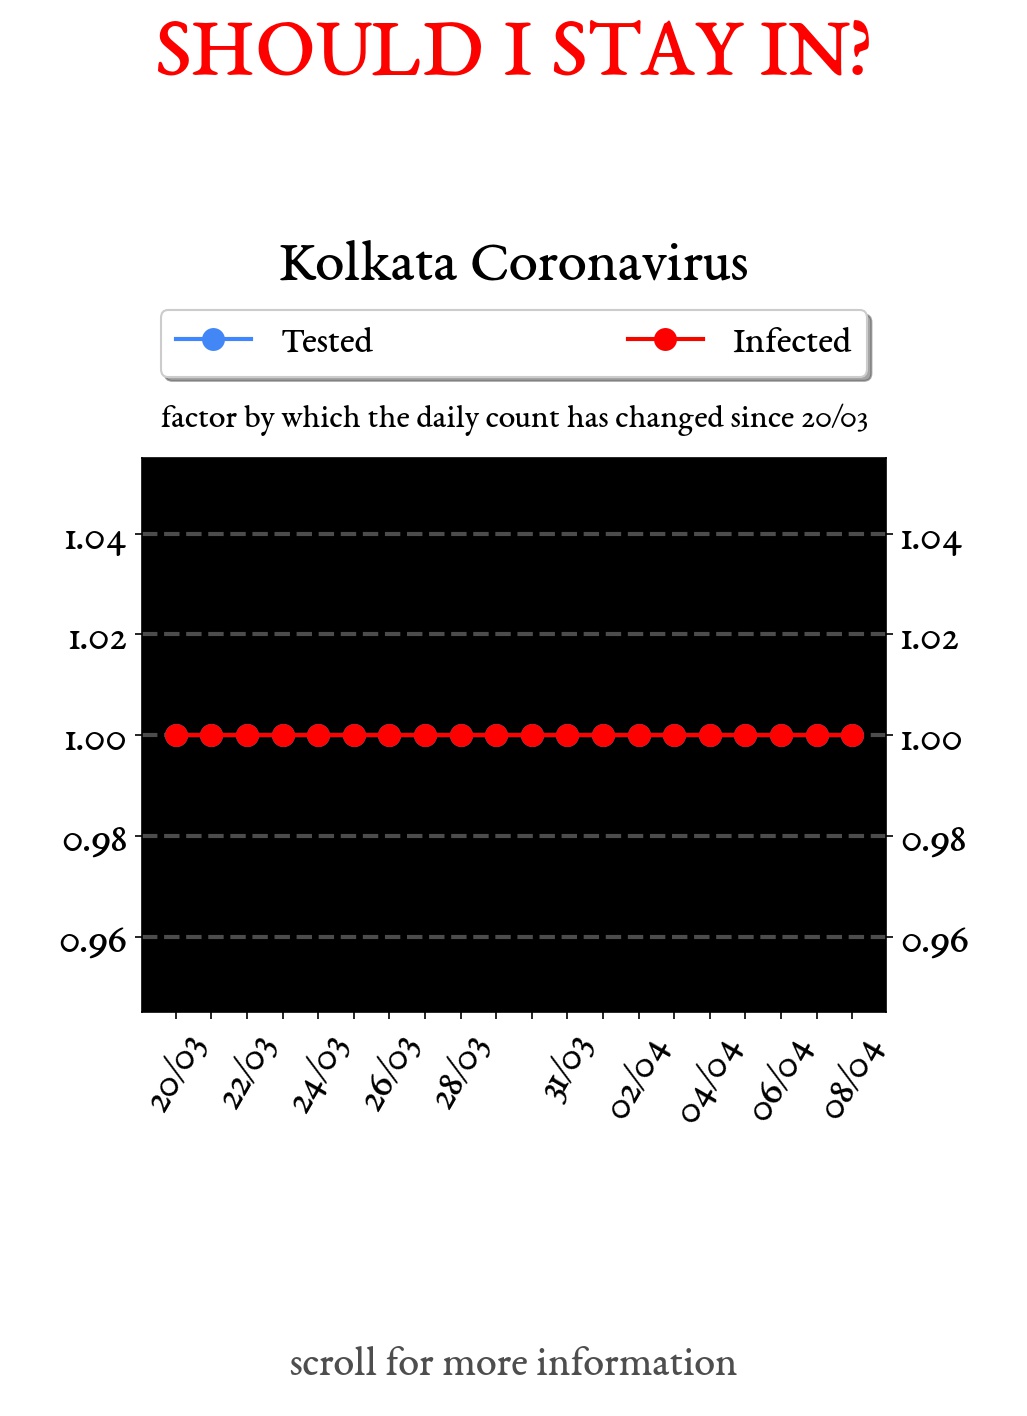 SHOULD I STAY IN?
Kolkata Coronavirus
Tested Infected
factor by which the daily count has changed since 20/03
1.04 1.04
1.02 1.02
1.00 1.00
0.98 0.98
0.96 0.96
20/03 22/03 24/03 26/03 28/03 31/03 02/04 04/04 06/04 08/04
scroll for more information